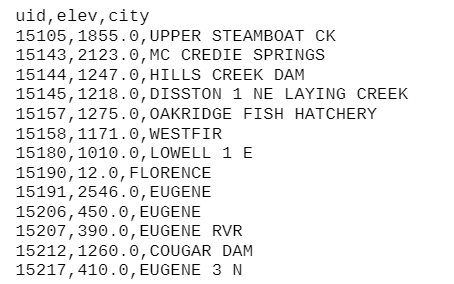 uid,elev,city
15105,1855.0,UPPER STEAMBOAT CK
15143,2123.0,MC CREDIE SPRINGS
15144,1247.0,HILLS CREEK DAM
15145,1218.0,DISSTON 1 NE LAYING CREEK
15157,1275.0,OAKRIDGE FISH HATCHERY
15158,1171.0,WESTFIR
15180,1010.0,LOWELL 1 E
15190,12.0,FLORENCE
15191,2546.0,EUGENE
15206,450.0,EUGENE
15207,390.0,EUGENE RVR
15212,1260.0,COUGAR DAM
15217,410.0,EUGENE 3 N